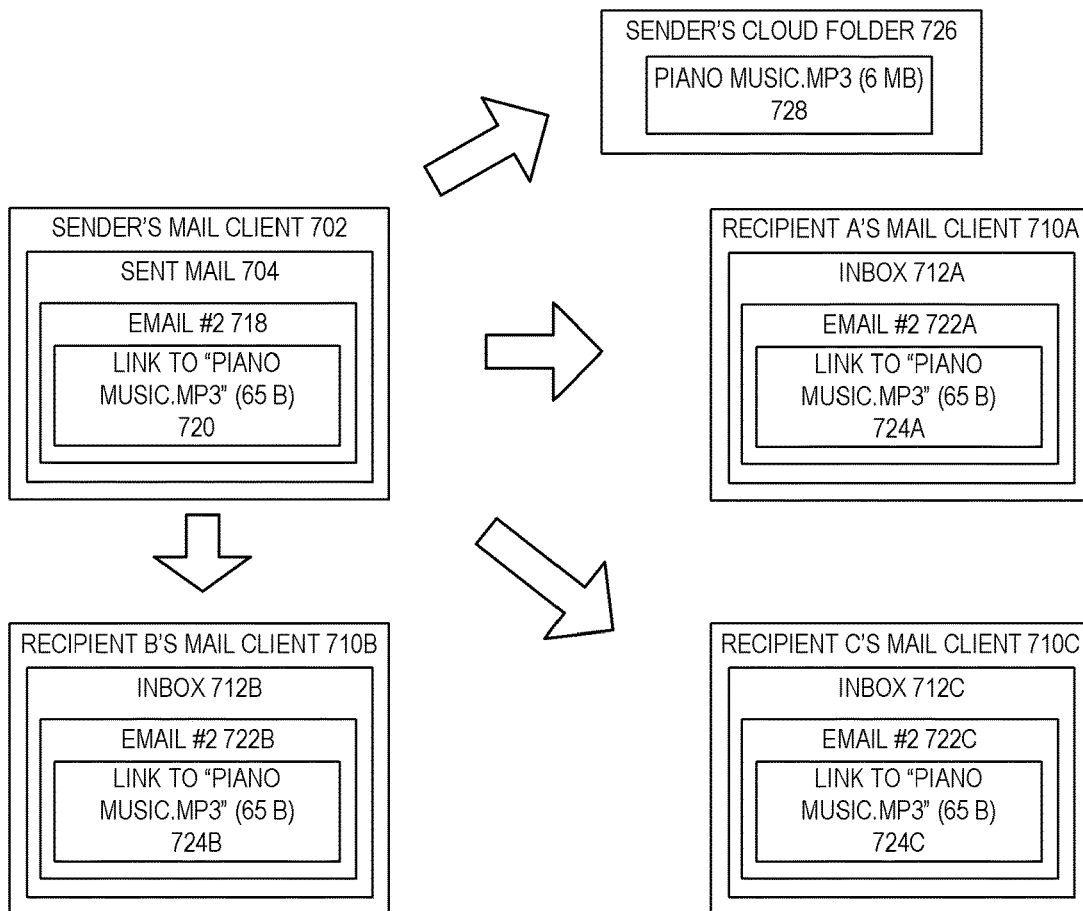 SENDER'S CLOUD FOLDER 726
PIANO MUSIC.MP3 (6 MB)
728
SENDER'S MAIL CLIENT 702
SENT MAIL 704
EMAIL #2 718
LINK TO “PIANO
MUSIC.MP3” (65 B)
720
RECIPIENT A'S MAIL CLIENT 710A
INBOX 712A
EMAIL #2 722A
LINK TO “PIANO
MUSIC.MP3” (65 B)
724A
RECIPIENT B'S MAIL CLIENT 710B
INBOX 712B
EMAIL #2 722B
LINK TO “PIANO
MUSIC.MP3” (65 B)
724B
RECIPIENT C'S MAIL CLIENT 710C
INBOX 712C
EMAIL #2 722C
LINK TO “PIANO
MUSIC.MP3” (65 B)
724C